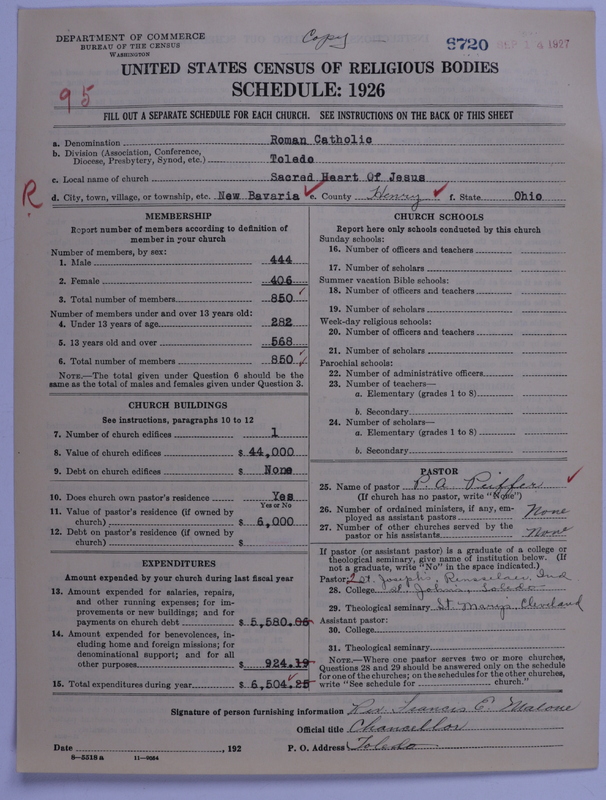 DEPARTMENT OF COMMERCE
BUREAU OF THE CENSUS
WASHINGTON
Copy
S720 SEP 1927
UNITED STATES CENSUS OF RELIGIOUS BODIES
SCHEDULE: 1926
95
FILL OUT A SEPARATE SCHEDULE FOR EACH CHURCH. SEE INSTRUCTIONS ON THE BACK OF THIS SHEET
a. Denomination Roman Catholic
b. Division (Association, Conference, Diocese, Presbytery, Synod, etc.) Toledo
c. Local name of church Sacred Heart Of Jesus
R d. City, town, village, or township, etc. New Bavaria e. County Henry f. State Ohio
MEMBERSHIP
Report number of members according to definition of
member in your church
Number of members, by sex:
1. Male 444
2. Female 406
3. Total number of members 850
Number of members under and over 13 years old:
4. Under 13 years of age 282
5. 13 years old and over 568
6. Total number of members 850
NOTE.—The total given under Question 6 should be
same as the total of males and females given under Question 3.
CHURCH BUILDINGS
See instructions, paragraphs 10 to 12
7. Number of church edifices 1
8. Value of church edifices $ 44,000
9. Debt on church edifices $ None
10. Does church own pastor's residence Yes
Yes or No
11. Value of pastor's residence (if owned by
church) $ 6,000
12. Debt on pastor's residence (if owned by
church) $
EXPENDITURES
Amount expended by your church during last fiscal year
13. Amount expended for salaries, repairs,
and other running expenses; for im-
provements or new buildings; and for
payments on church debt $ 5,580.06
14. Amount expended for benevolences, in-
cluding home and foreign missions; for
denominational support; and for all
other purposes $ 924.19
15. Total expenditures during year $ 6,504.25
CHURCH SCHOOLS
Report here only schools conducted by this church
Sunday schools:
16. Number of officers and teachers
17. Number of scholars
Summer vacation Bible schools:
18. Number of officers and teachers
19. Number of scholars
Week-day religious schools:
20. Number of officers and teachers
21. Number of scholars
Parochial schools:
22. Number of administrative officers
23. Number of teachers—
a. Elementary (grades 1 to 8)
b. Secondary
24. Number of scholars—
a. Elementary (grades 1 to 8)
b. Secondary
PASTOR
25. Name of pastor P. A. Peiffer
(If church has no pastor, write "None")
26. Number of ordained ministers, if any, em-
ployed as assistant pastors None
27. Number of other churches served by the
pastor or his assistants None
If pastor (or assistant pastor) is a graduate of a college or
theological seminary, give name of institution below. (If
not a graduate, write "No" in the space indicated.)
Pastor: 2 St. Josephs, Rensselaer, Ind
28. College St. Johns, Toledo
29. Theological seminary St Marys, Cleveland
Assistant pastor:
30. College
31. Theological seminary
NOTE.—Where one pastor serves two or more churches,
Questions 28 and 29 should be answered only on the schedule
for one of the churches; on the schedules for the other churches,
write "See schedule for church."
Signature of person furnishing information Rev. Francis E. Malone
Official title Chancellor
Date , 192 P. O. Address Toledo
8—5518 a 11—9054